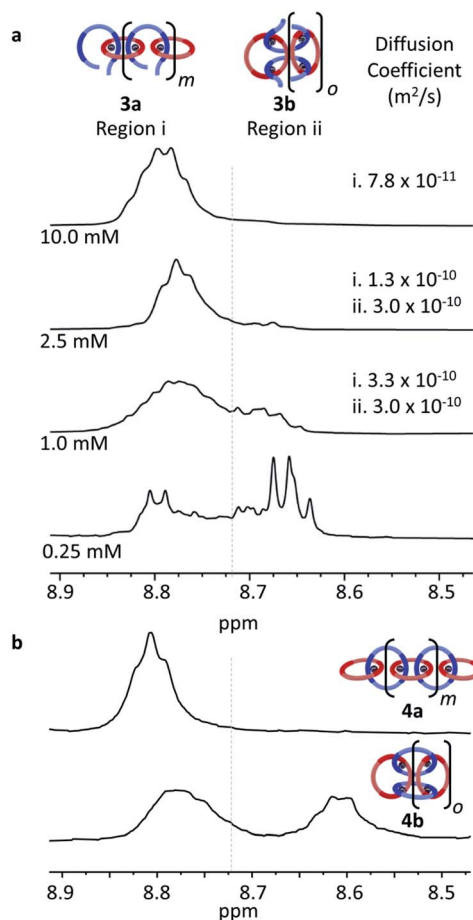 a
m
o
Diffusion
Coefficient
(m²/s)
3a
3b
Region i
Region ii
i. 7.8 x 10⁻¹¹
10.0 mM
i. 1.3 x 10⁻¹⁰
ii. 3.0 x 10⁻¹⁰
2.5 mM
i. 3.3 x 10⁻¹⁰
ii. 3.0 x 10⁻¹⁰
1.0 mM
0.25 mM
8.9 8.8 8.7 8.6 8.5
ppm
b
m
4a
o
4b
8.9 8.8 8.7 8.6 8.5
ppm